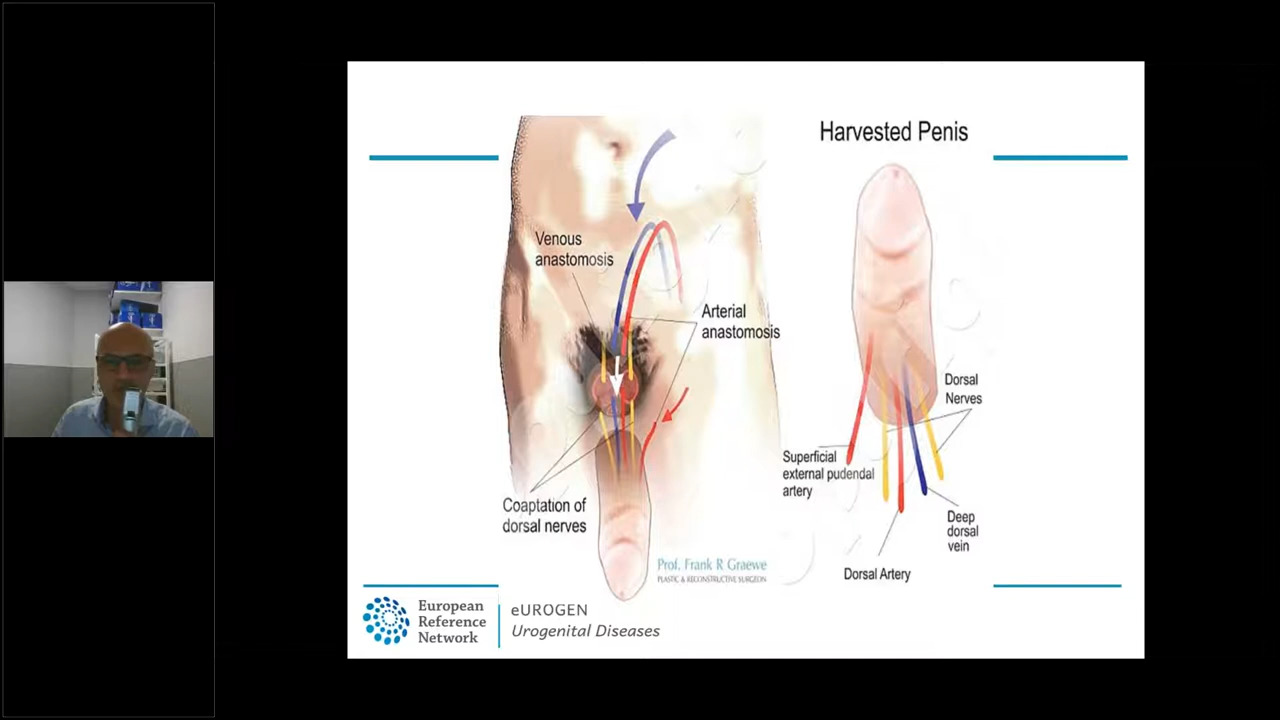 Harvested Penis
Venous
anastomosis
Arterial
anastomosis
Dorsal
Nerves
Superficial
external pudendal
artery
Coaptation of
dorsal nerves
Deep
dorsal
vein
Dorsal Artery
Prof. Frank R Graewe
PLASTIC & RECONSTRUCTIVE SURGEON
European
Reference
Network
eUROGEN
Urogenital Diseases